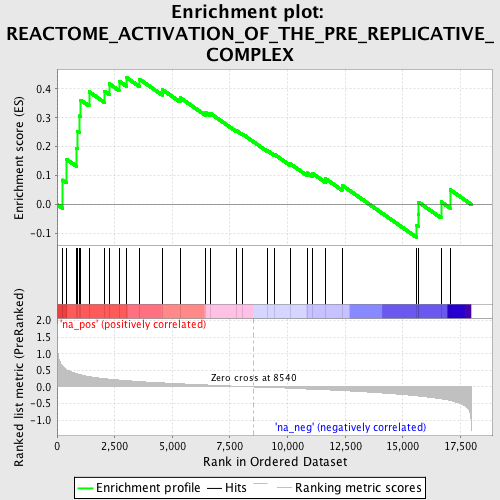 Enrichment plot:
REACTOME_ACTIVATION_OF_THE_PRE_REPLICATIVE_
COMPLEX
Enrichment score (ES)
0.4
0.3
0.2
0.1
0.0
-0.1
'na_pos' (positively correlated)
Ranked list metric (PreRanked)
2.0
1.5
1.0
0.5
0.0
-0.5
-1.0
Zero cross at 8540
'na_neg' (negatively correlated)
0 2,500 5,000 7,500 10,000 12,500 15,000 17,500
Rank in Ordered Dataset
Enrichment profile Hits Ranking metric scores